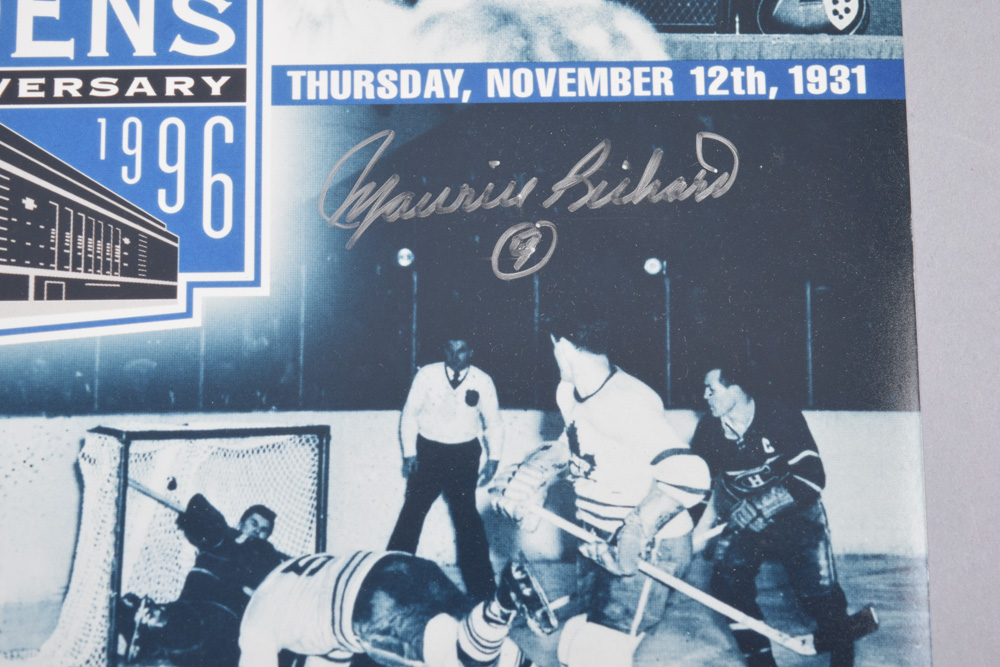 ENS
VERSARY
1996
THURSDAY, NOVEMBER 12th, 1931
Maurice Richard
9
C
H